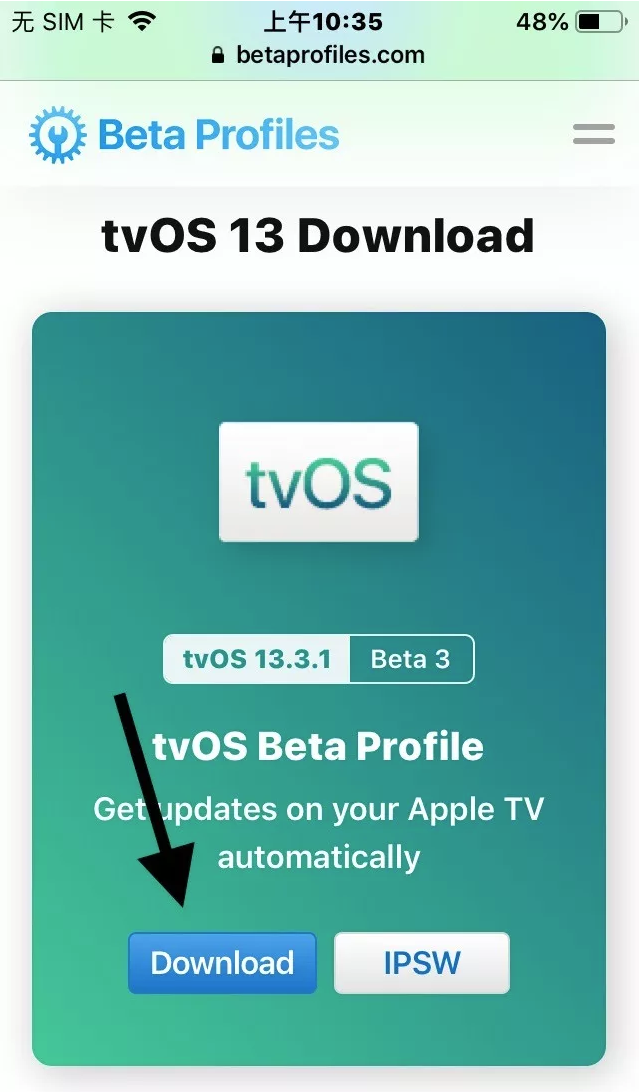 无 SIM 卡 上午10:35 48%
betaprofiles.com
Beta Profiles
tvOS 13 Download
tvOS
tvOS 13.3.1 Beta 3
tvOS Beta Profile
Get updates on your Apple TV
automatically
Download IPSW